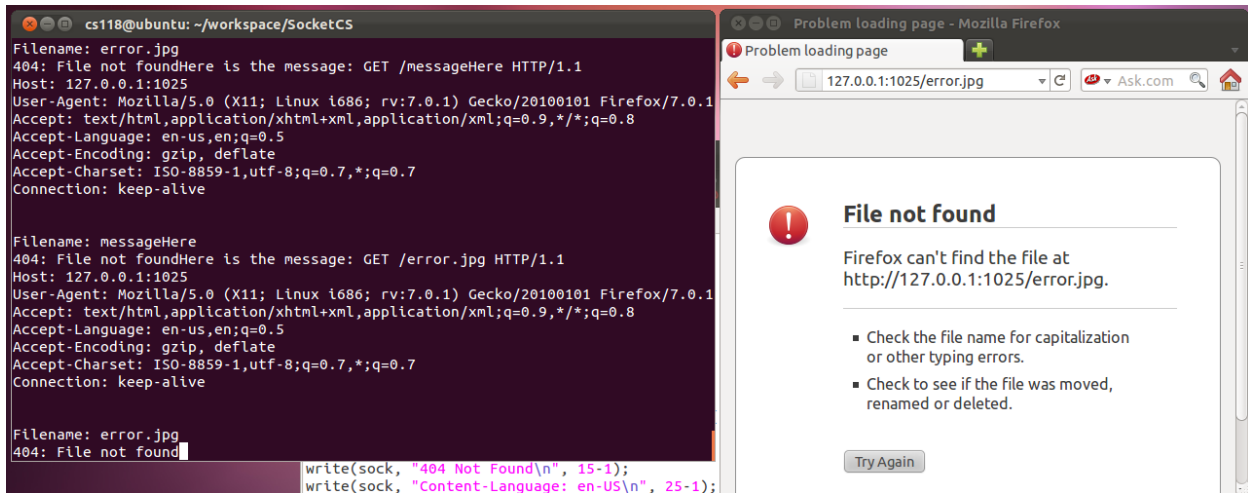 cs118@ubuntu: ~/workspace/SocketCS
Filename: error.jpg
404: File not foundHere is the message: GET /messageHere HTTP/1.1
Host: 127.0.0.1:1025
User-Agent: Mozilla/5.0 (X11; Linux i686; rv:7.0.1) Gecko/20100101 Firefox/7.0.1
Accept: text/html,application/xhtml+xml,application/xml;q=0.9,*/*;q=0.8
Accept-Language: en-us,en;q=0.5
Accept-Encoding: gzip, deflate
Accept-Charset: ISO-8859-1,utf-8;q=0.7,*;q=0.7
Connection: keep-alive
Filename: messageHere
404: File not foundHere is the message: GET /error.jpg HTTP/1.1
Host: 127.0.0.1:1025
User-Agent: Mozilla/5.0 (X11; Linux i686; rv:7.0.1) Gecko/20100101 Firefox/7.0.1
Accept: text/html,application/xhtml+xml,application/xml;q=0.9,*/*;q=0.8
Accept-Language: en-us,en;q=0.5
Accept-Encoding: gzip, deflate
Accept-Charset: ISO-8859-1,utf-8;q=0.7,*;q=0.7
Connection: keep-alive
Filename: error.jpg
404: File not found
write(sock, "404 Not Found\n", 15-1);
write(sock, "Content-Language: en-US\n", 25-1);
Problem loading page - Mozilla Firefox
Problem loading page
127.0.0.1:1025/error.jpg
Ask.com
File not found
Firefox can't find the file at
http://127.0.0.1:1025/error.jpg.
Check the file name for capitalization
or other typing errors.
Check to see if the file was moved,
renamed or deleted.
Try Again